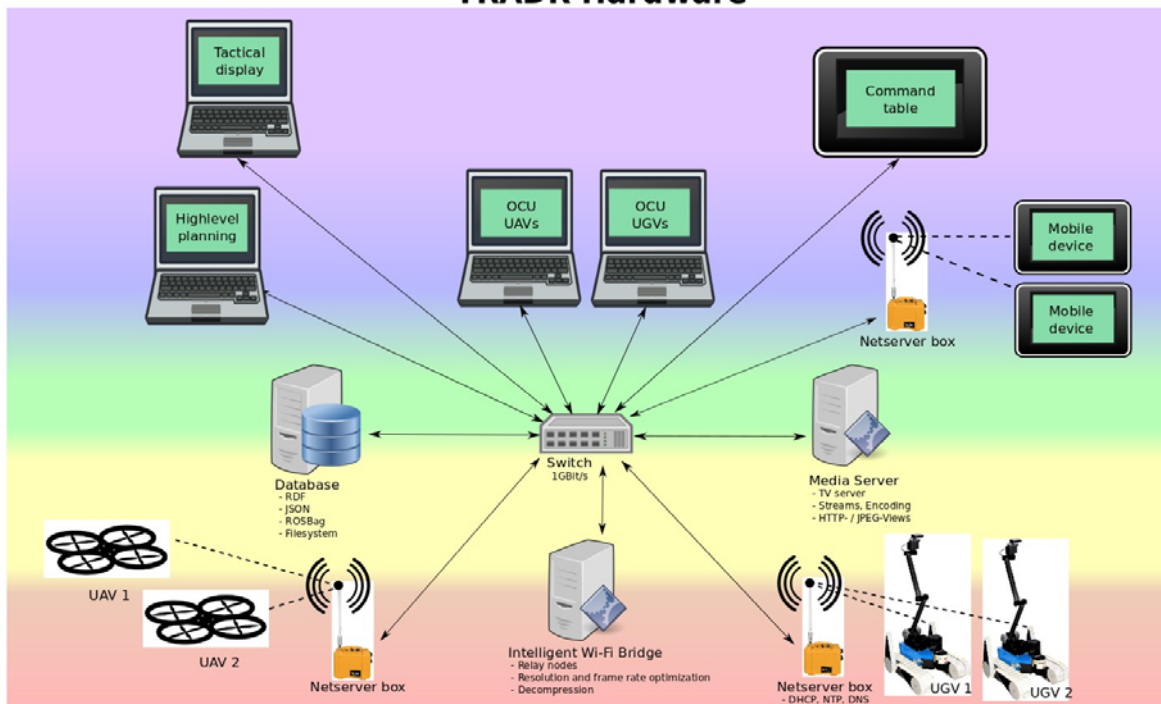 TRADR Hardware
Tactical
display
Command
table
Highlevel
planning
OCU
UAVs
OCU
UGVs
Mobile
device
Mobile
device
Netserver box
Switch
1GBit/s
Database
- RDF
- JSON
- ROSBag
- Filesystem
Media Server
- TV server
- Streams, Encoding
- HTTP- / JPEG-Views
UAV 1
UAV 2
Netserver box
Intelligent Wi-Fi Bridge
- Relay nodes
- Resolution and frame rate optimization
- Decompression
Netserver box
- DHCP, NTP, DNS
UGV 1
UGV 2